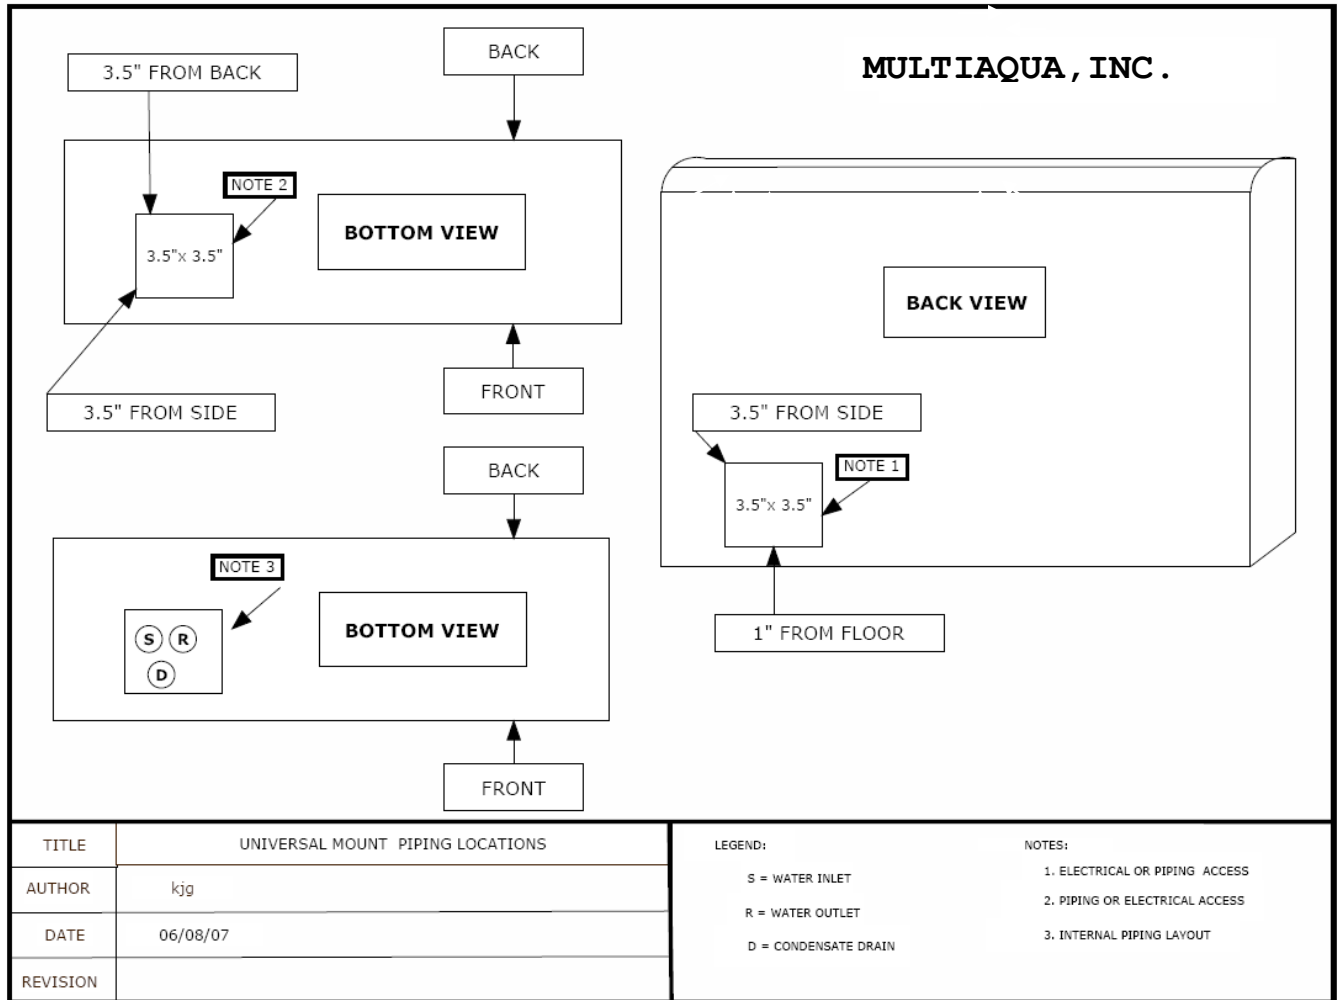 MULTIAQUA, INC.
BACK
3.5" FROM BACK
NOTE 2
3.5"x 3.5"
BOTTOM VIEW
FRONT
3.5" FROM SIDE
BACK
NOTE 3
S R
D
BOTTOM VIEW
FRONT
BACK VIEW
3.5" FROM SIDE
NOTE 1
3.5"x 3.5"
1" FROM FLOOR
TITLE UNIVERSAL MOUNT PIPING LOCATIONS
AUTHOR kjg
DATE 06/08/07
REVISION
LEGEND:
S = WATER INLET
R = WATER OUTLET
D = CONDENSATE DRAIN
NOTES:
1. ELECTRICAL OR PIPING ACCESS
2. PIPING OR ELECTRICAL ACCESS
3. INTERNAL PIPING LAYOUT